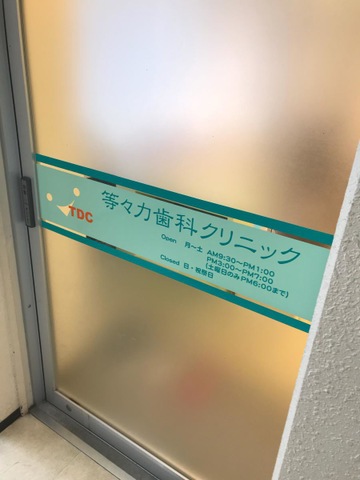 TDC
等々力歯科クリニック
Open 月~土 AM9:30~PM1:00
PM3:00~PM7:00
(土曜日のみPM6:00まで)
Closed 日・祝祭日